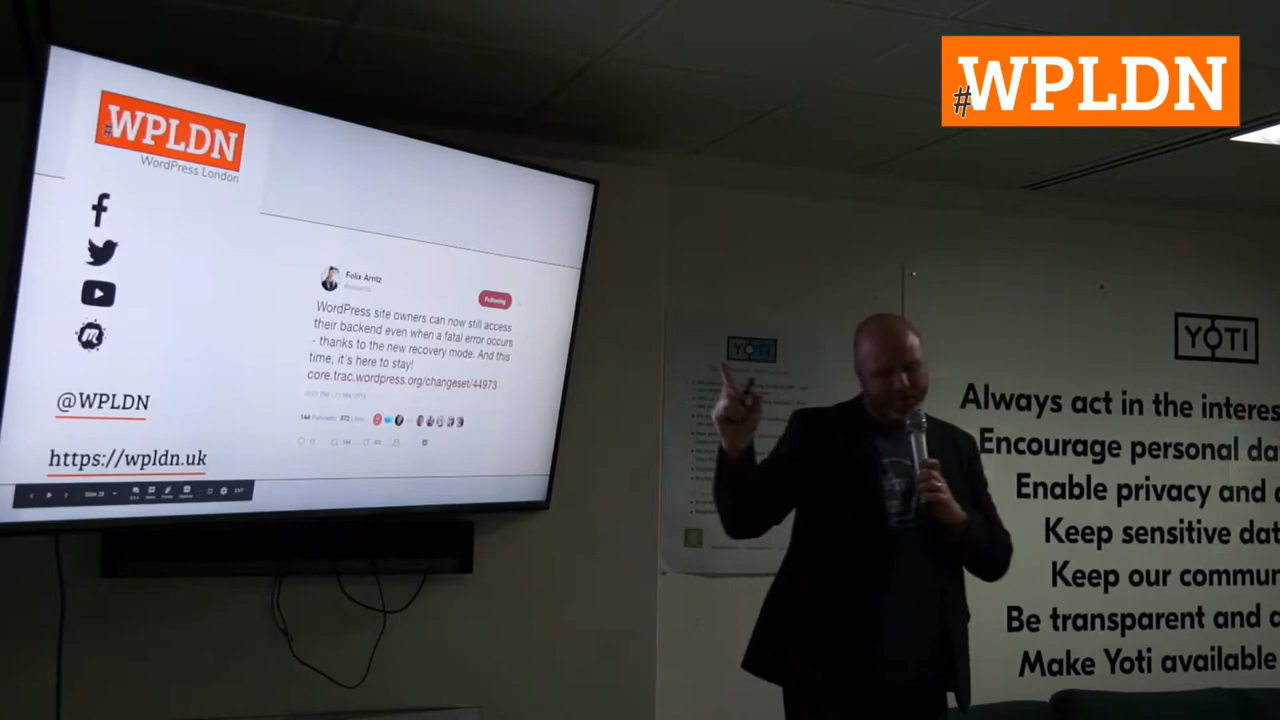 #WPLDN
WordPress London
@WPLDN
https://wpldn.uk
Felix Arntz
Following
WordPress site owners can now still access
their backend even when a fatal error occurs
- thanks to the new recovery mode. And this
time, it's here to stay!
core.trac.wordpress.org/changeset/44973
#WPLDN
YOTI
YOTI
Always act in the interes
Encourage personal da
Enable privacy and
Keep sensitive dat
Keep our commun
Be transparent and
Make Yoti available